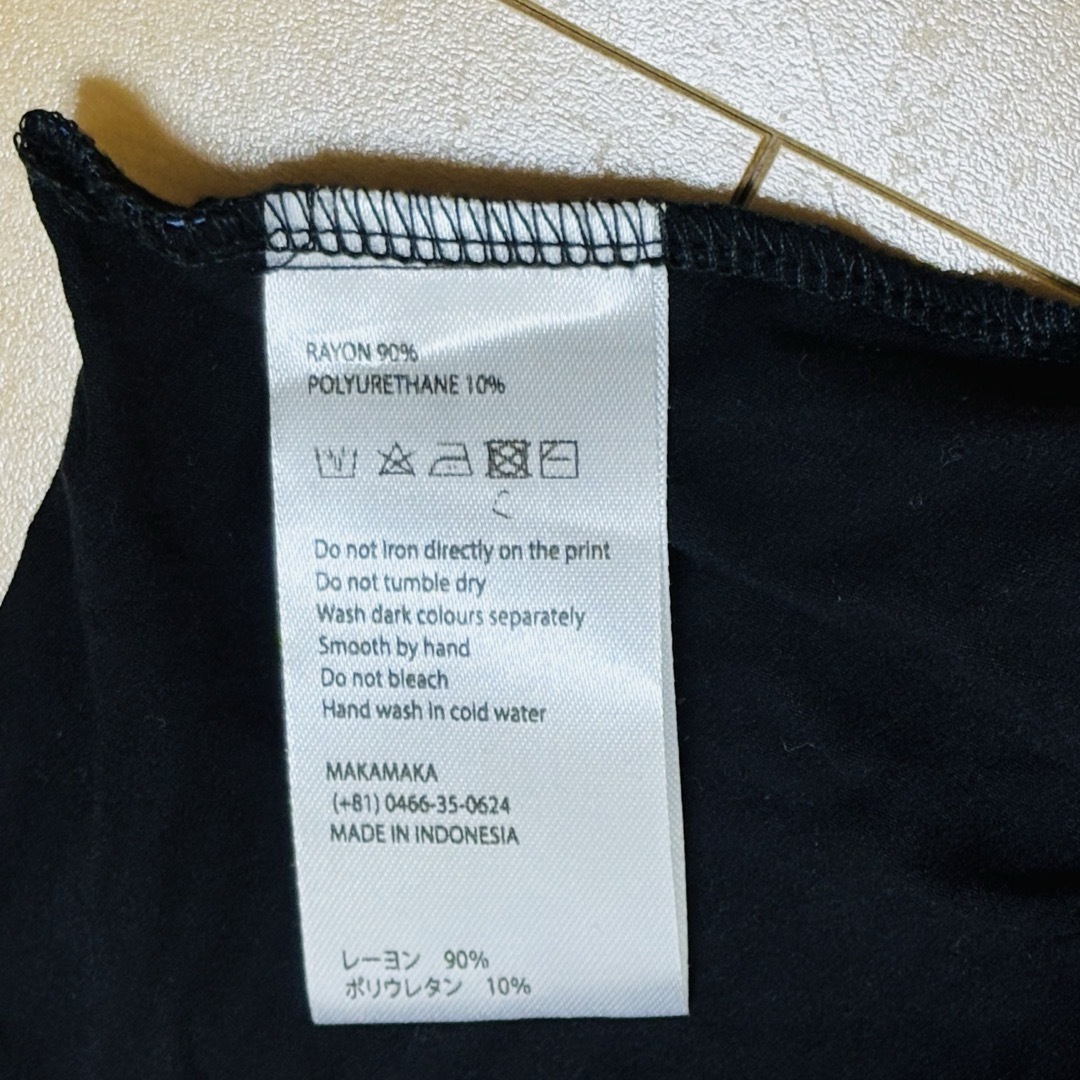 RAYON 90%
POLYURETHANE 10%
Do not iron directly on the print
Do not tumble dry
Wash dark colours separately
Smooth by hand
Do not bleach
Hand wash in cold water
MAKAMAKA
(+81) 0466-35-0624
MADE IN INDONESIA
レーヨン 90%
ポリウレタン 10%